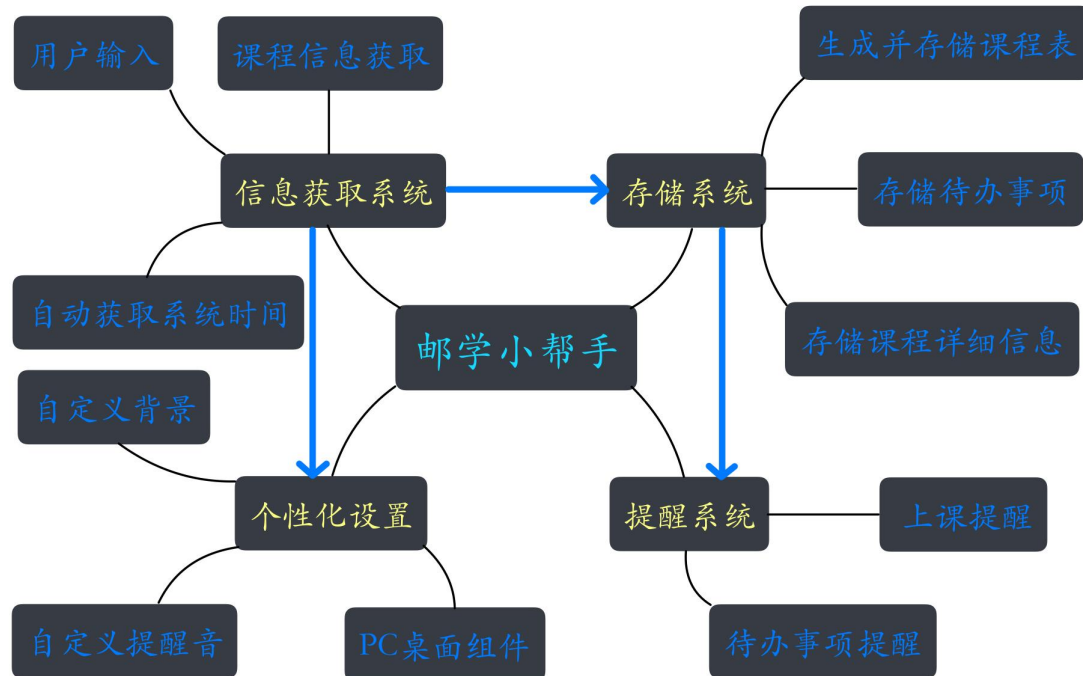 用户输入
课程信息获取
生成并存储课程表
信息获取系统
存储系统
存储待办事项
自动获取系统时间
邮学小帮手
存储课程详细信息
自定义背景
个性化设置
提醒系统
上课提醒
自定义提醒音
PC桌面组件
待办事项提醒